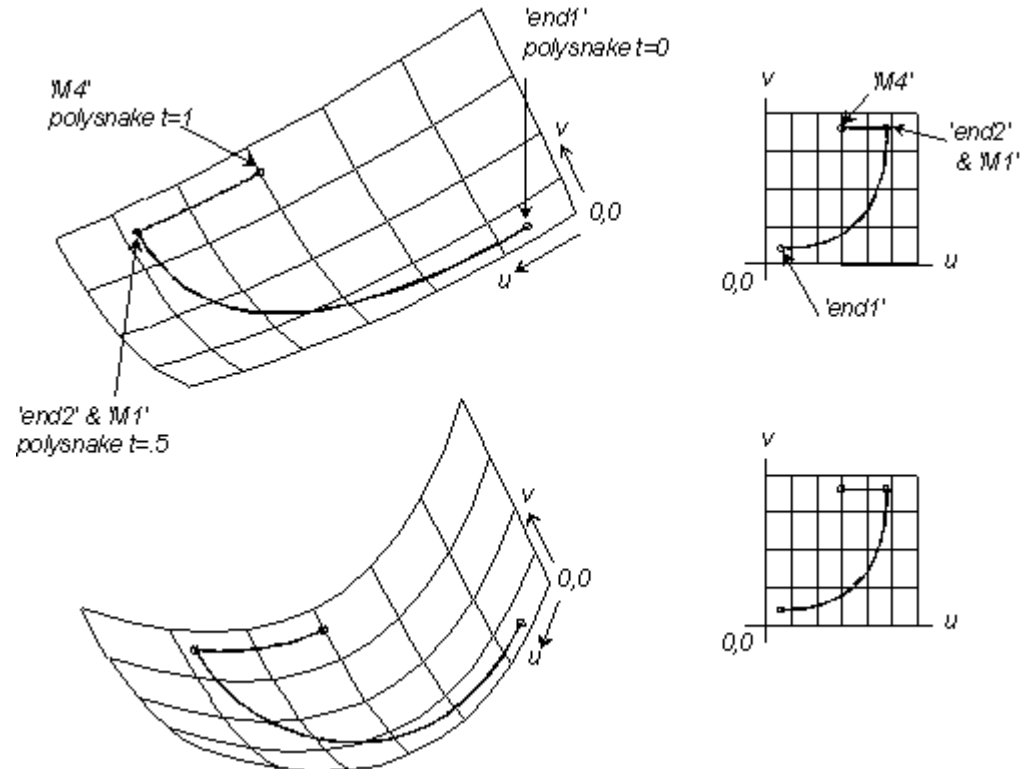 'end1'
polysnake t=0
'M4'
polysnake t=1
v
0,0
u
'end2' & 'M1'
polysnake t=.5
v
'M4'
'end2'
& 'M1'
0,0
u
'end1'
v
0,0
u
v
0,0
u